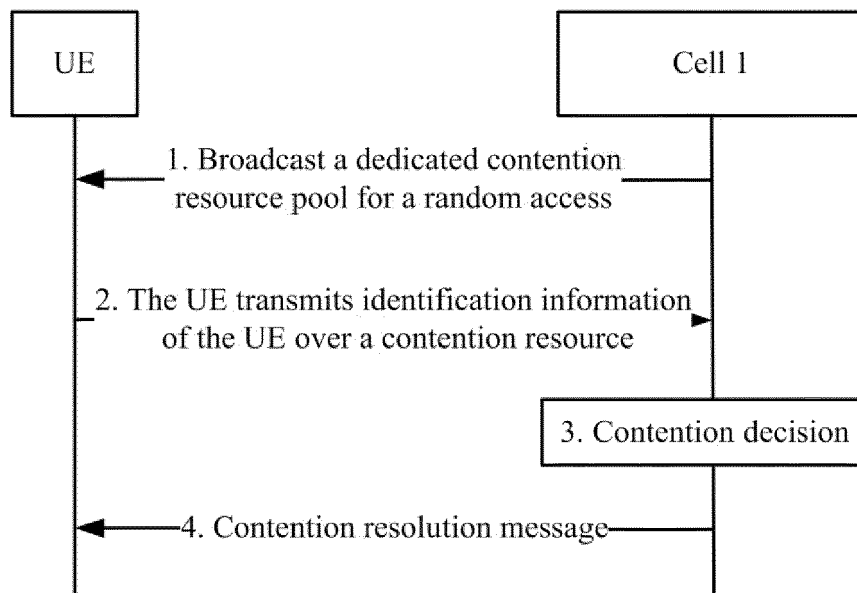 UE
Cell 1
1. Broadcast a dedicated contention
resource pool for a random access
2. The UE transmits identification information
of the UE over a contention resource
3. Contention decision
4. Contention resolution message